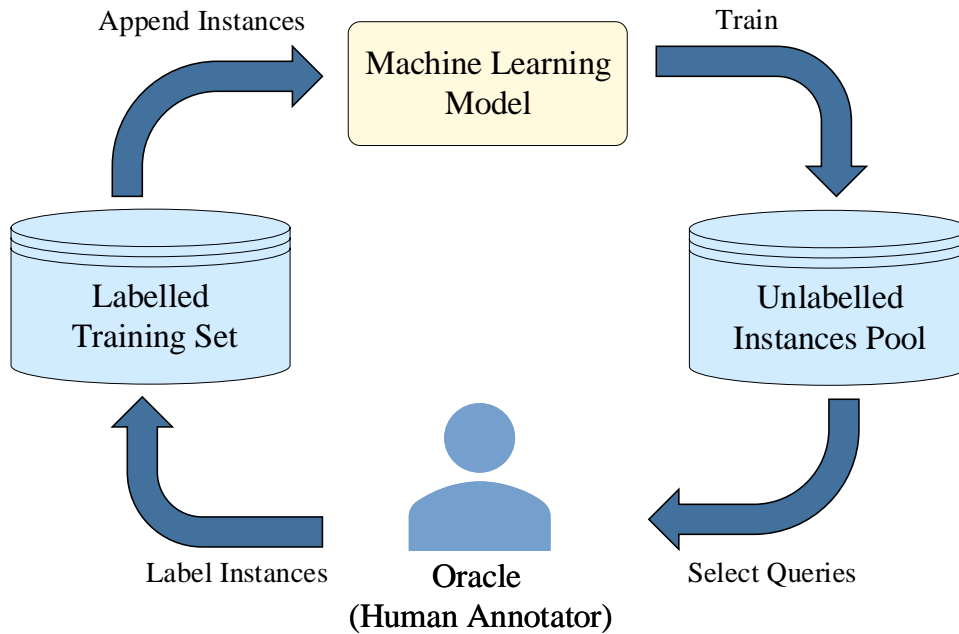 Append Instances
Train
Machine Learning
Model
Labelled
Training Set
Unlabelled
Instances Pool
Label Instances
Oracle
(Human Annotator)
Select Queries